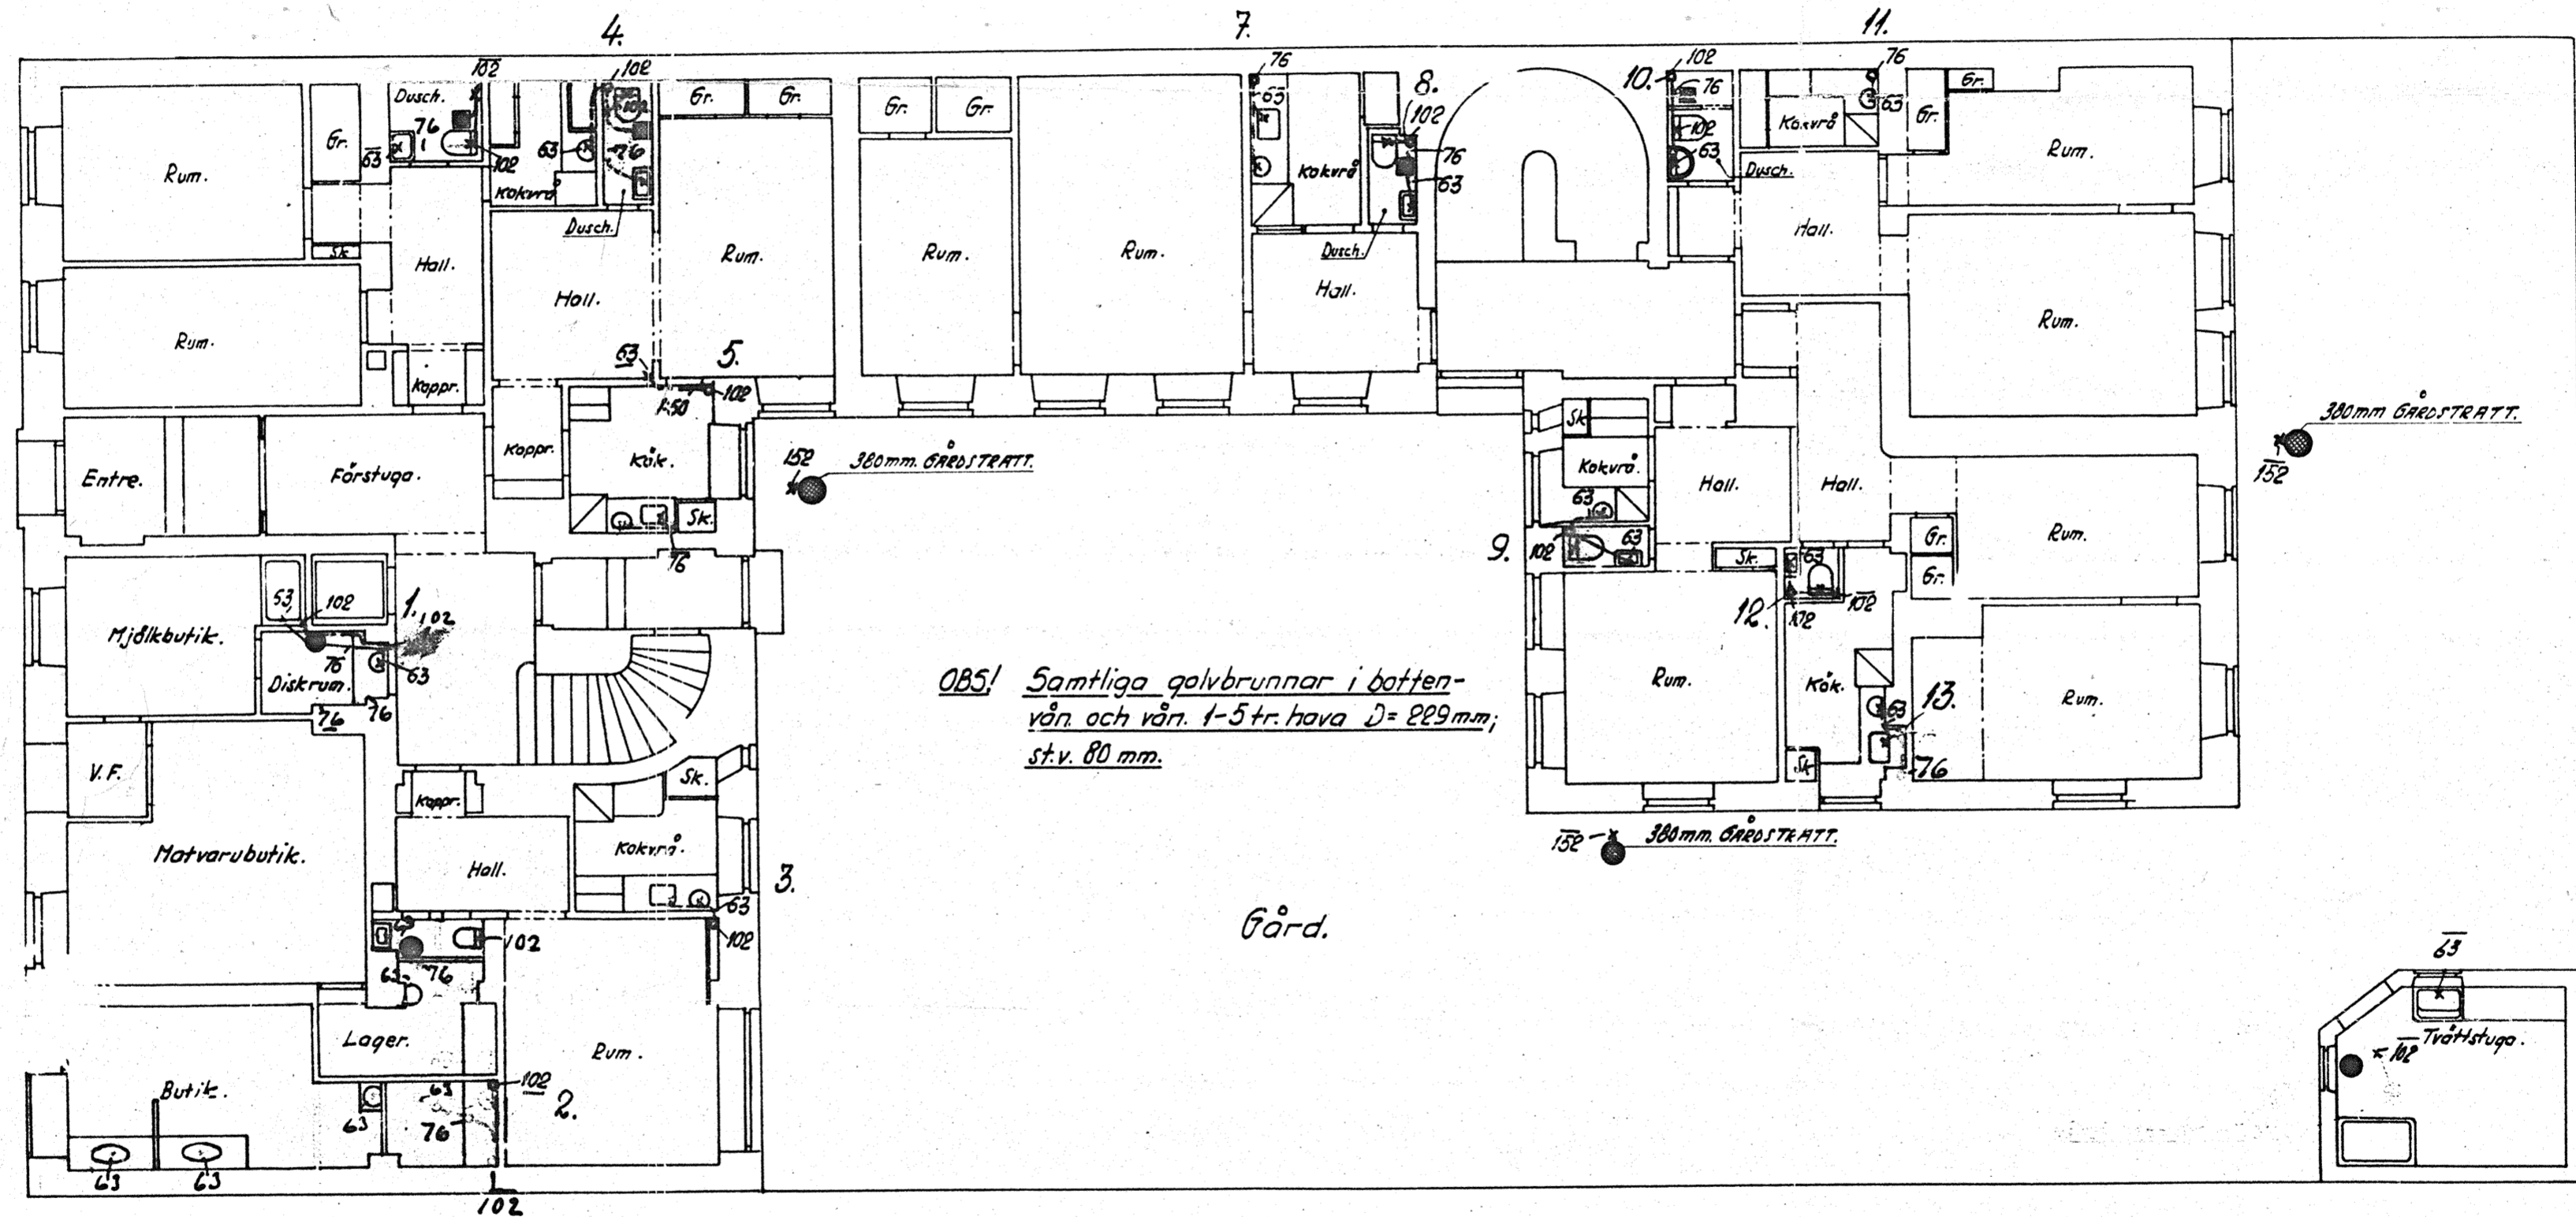 4.
7.
11.
102
Dusch.
76
63
102
Gr.
Rum.
Sk
Hall.
Rum.
Kappr.
102
102
63
76
Kokvrå
Dusch.
Hall.
63
1:50
102
5.
Gr.
Gr.
Rum.
Gr.
Gr.
Rum.
Rum.
76
63
Kokvrå
8.
102
76
63
Dusch.
Hall.
10.
102
76
102
63
Dusch.
76
63
Kokvrå
Gr.
Gr.
Rum.
Hall.
Rum.
380mm GÅRDSTRATT.
152
Entre.
Förstuga.
Kappr.
Kök.
Sk.
76
152
380mm. GÅRDSTRATT.
Sk
Kokvrå.
63
9.
102
63
Hall.
Hall.
Sk.
63
102
12.
Gr.
Gr.
Rum.
Mjölkbutik.
53
102
1.
102
76
63
Diskrum.
76
76
OBS! Samtliga golvbrunnar i botten-
vån. och vån. 1-5 tr. hava D= 229 mm;
st.v. 80 mm.
Rum.
Kök.
63
13.
Sk
76
Rum.
V.F.
Kappr.
Sk.
Matvarubutik.
Hall.
Kokvrå.
3.
63
102
152
380mm. GÅRDSTRATT.
Gård.
102
63
76
Lager.
Rum.
Butik.
63
63
76
102
2.
63
63
102
63
102
Tvättstuga.